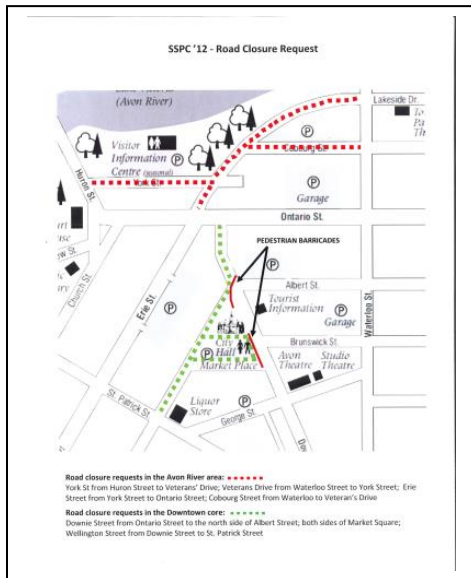 SSPC '12 - Road Closure Request
(Avon River)
Lakeside Dr.
Visitor
Information
Centre (seasonal)
York St.
Cobourg St.
Huron St.
Garage
Ontario St.
PEDESTRIAN BARRICADES
Albert St.
Erie St.
Church St.
Tourist
Information
Garage
Waterloo St.
City
Hall
Market Place
Brunswick St.
Avon
Theatre
Studio
Theatre
St. Patrick St.
Liquor
Store
George St.
Road closure requests in the Avon River area:
York St from Huron Street to Veterans' Drive; Veterans Drive from Waterloo Street to York Street; Erie
Street from York Street to Ontario Street; Cobourg Street from Waterloo to Veteran's Drive
Road closure requests in the Downtown core:
Downie Street from Ontario Street to the north side of Albert Street; both sides of Market Square;
Wellington Street from Downie Street to St. Patrick Street